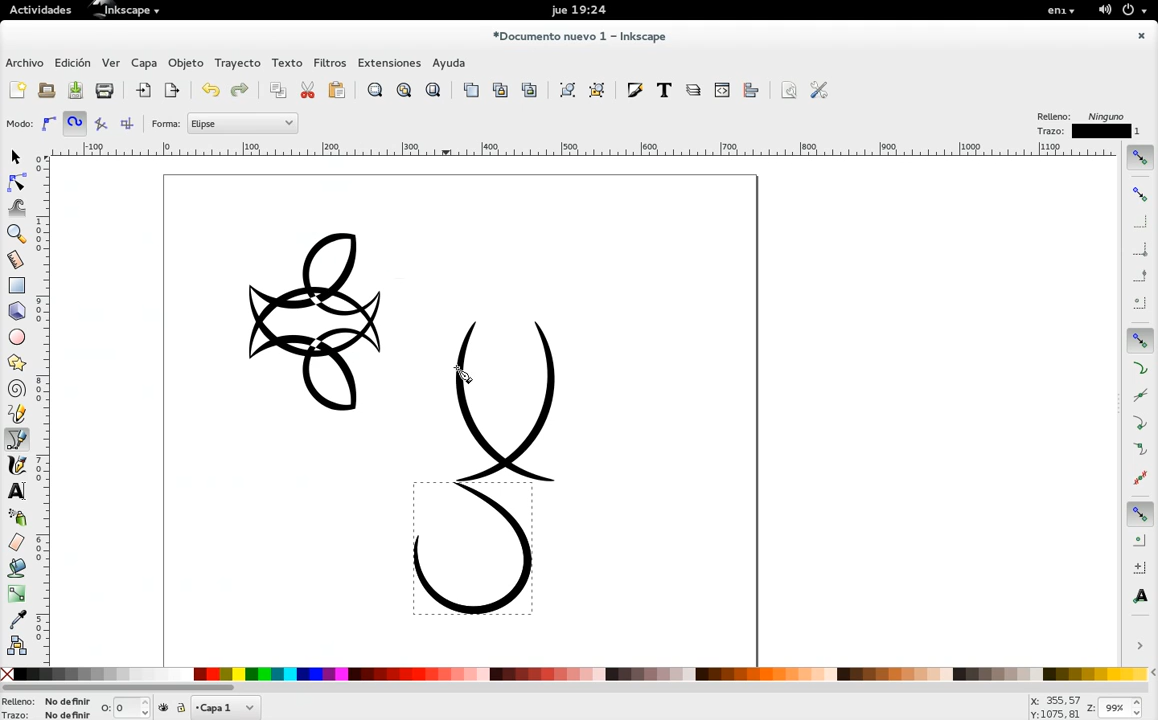 Actividades Inkscape jue 19:24 en1
*Documento nuevo 1 – Inkscape ×
Archivo Edición Ver Capa Objeto Trayecto Texto Filtros Extensiones Ayuda
Modo: Forma: Elipse
Relleno: Ninguno
Trazo: 1
-100 0 100 200 300 400 500 600 700 800 900 1000 1100
Relleno: No definir O: 0 Capa 1
Trazo: No definir
X: 355,57
Y: 1075,81
Z: 99%